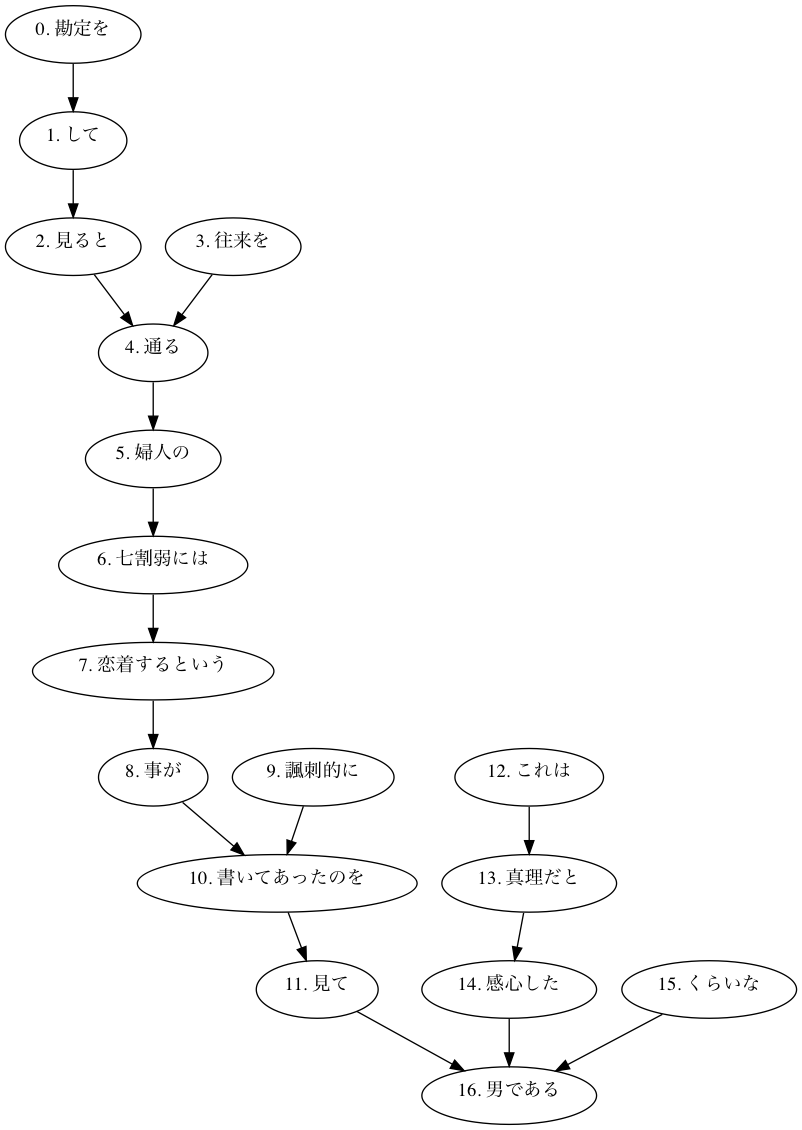 0. 勘定を
1. して
2. 見ると
3. 往来を
4. 通る
5. 婦人の
6. 七割弱には
7. 恋着するという
8. 事が
9. 諷刺的に
12. これは
10. 書いてあったのを
13. 真理だと
11. 見て
14. 感心した
15. くらいな
16. 男である